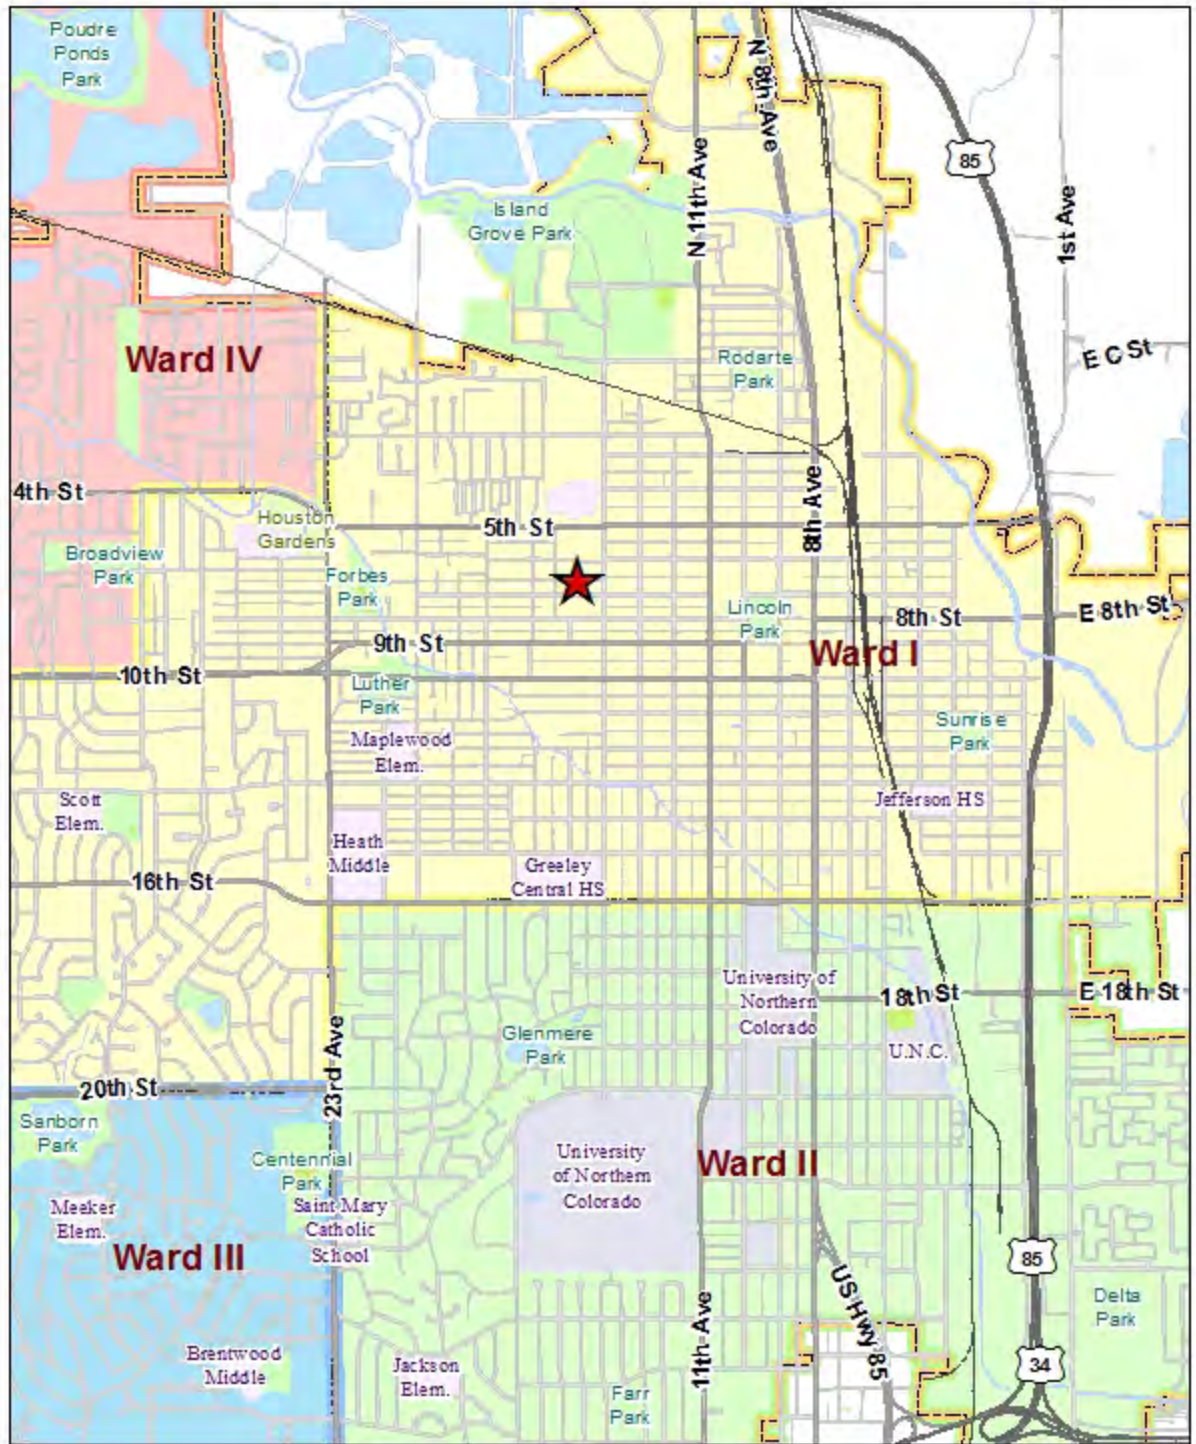 Poudre
Ponds
Park
N 8th Ave
85
N 11th Ave
1st Ave
Island
Grove Park
E C St
Ward IV
Rodarte
Park
4th St
8th Ave
Houston
Gardens
5th St
Broadview
Park
Forbes
Park
Lincoln
Park
8th St
E 8th St
9th St
Ward I
10th St
Luther
Park
Sunrise
Park
Maplewood
Elem.
Scott
Elem.
Jefferson HS
Heath
Middle
Greeley
Central HS
16th St
University of
Northern
Colorado
18th St
E 18th St
Glenmere
Park
U.N.C.
23rd Ave
20th St
Sanborn
Park
Centennial
Park
University
of Northern
Colorado
Ward II
Meeker
Elem.
Saint Mary
Catholic
School
Ward III
85
US Hwy 85
Delta
Park
11th Ave
Brentwood
Middle
Jackson
Elem.
34
Farr
Park